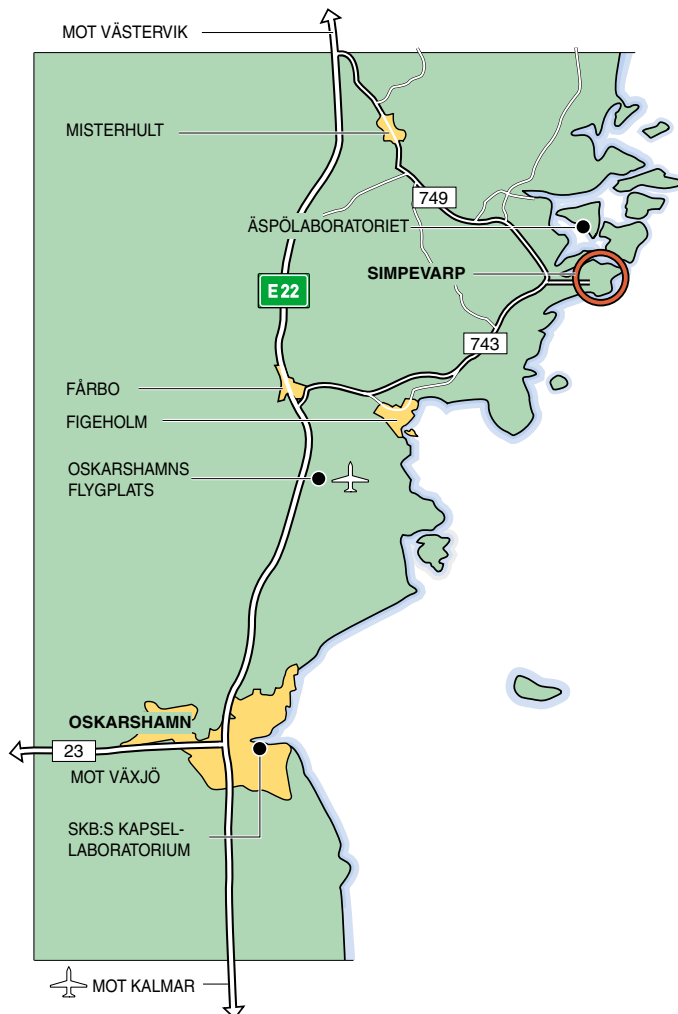 MOT VÄSTERVIK
MISTERHULT
749
ÄSPÖLABORATORIET
SIMPEVARP
E22
743
FÅRBO
FIGEHOLM
OSKARSHAMNS
FLYGPLATS
OSKARSHAMN
23
MOT VÄXJÖ
SKB:S KAPSEL-
LABORATORIUM
MOT KALMAR